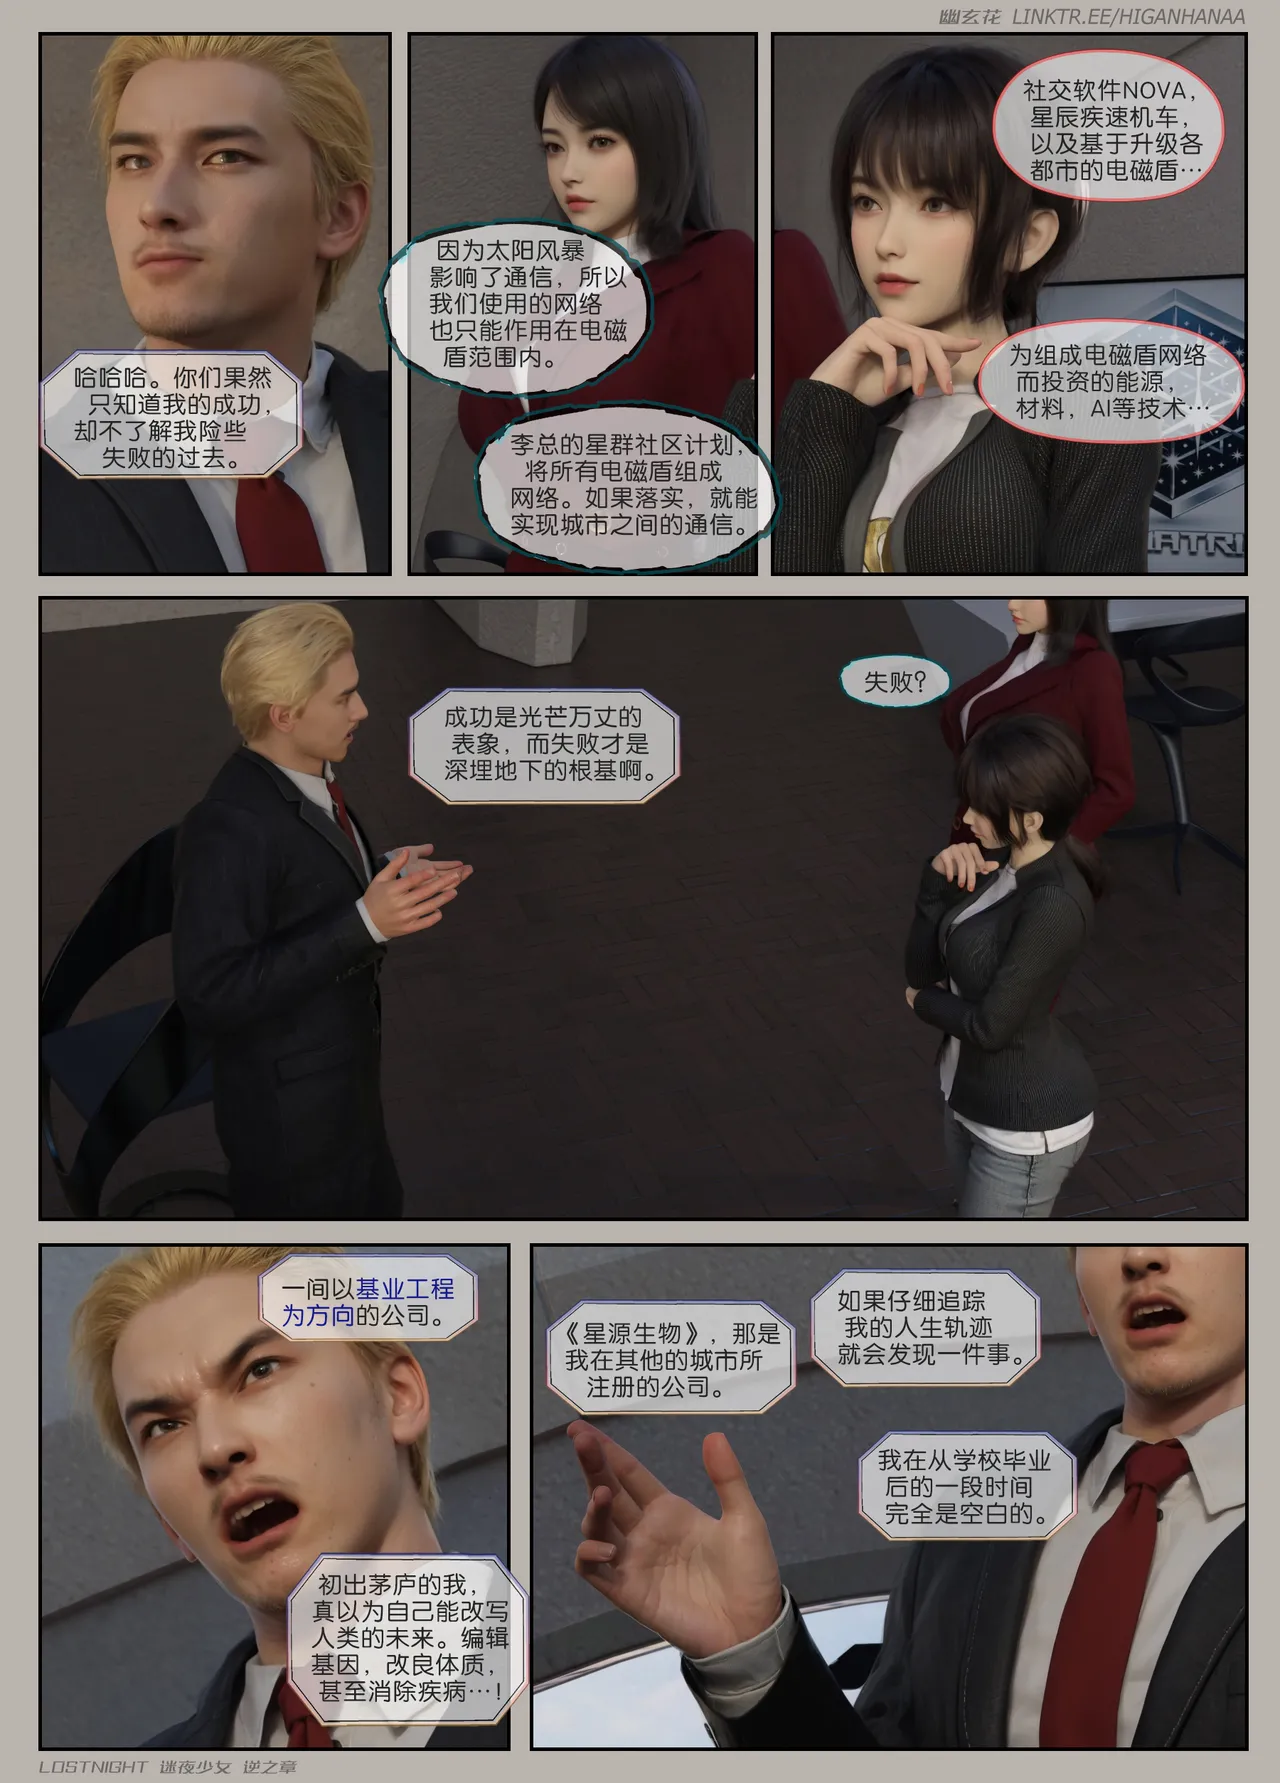 幽玄花 LINKTR.EE/HIGANHANAA
社交软件NOVA，
星辰疾速机车，
以及基于升级各
都市的电磁盾…
为组成电磁盾网络
而投资的能源，
材料，AI等技术…
ATRI
因为太阳风暴
影响了通信，所以
我们使用的网络
也只能作用在电磁
盾范围内。
李总的星群社区计划，
将所有电磁盾组成
网络。如果落实，就能
实现城市之间的通信。
哈哈哈。你们果然
只知道我的成功，
却不了解我险些
失败的过去。
失败？
成功是光芒万丈的
表象，而失败才是
深埋地下的根基啊。
如果仔细追踪
我的人生轨迹
就会发现一件事。
我在从学校毕业
后的一段时间
完全是空白的。
《星源生物》，那是
我在其他的城市所
注册的公司。
一间以基业工程
为方向的公司。
初出茅庐的我，
真以为自己能改写
人类的未来。编辑
基因，改良体质，
甚至消除疾病…！
LOSTNIGHT 迷夜少女 逆之章